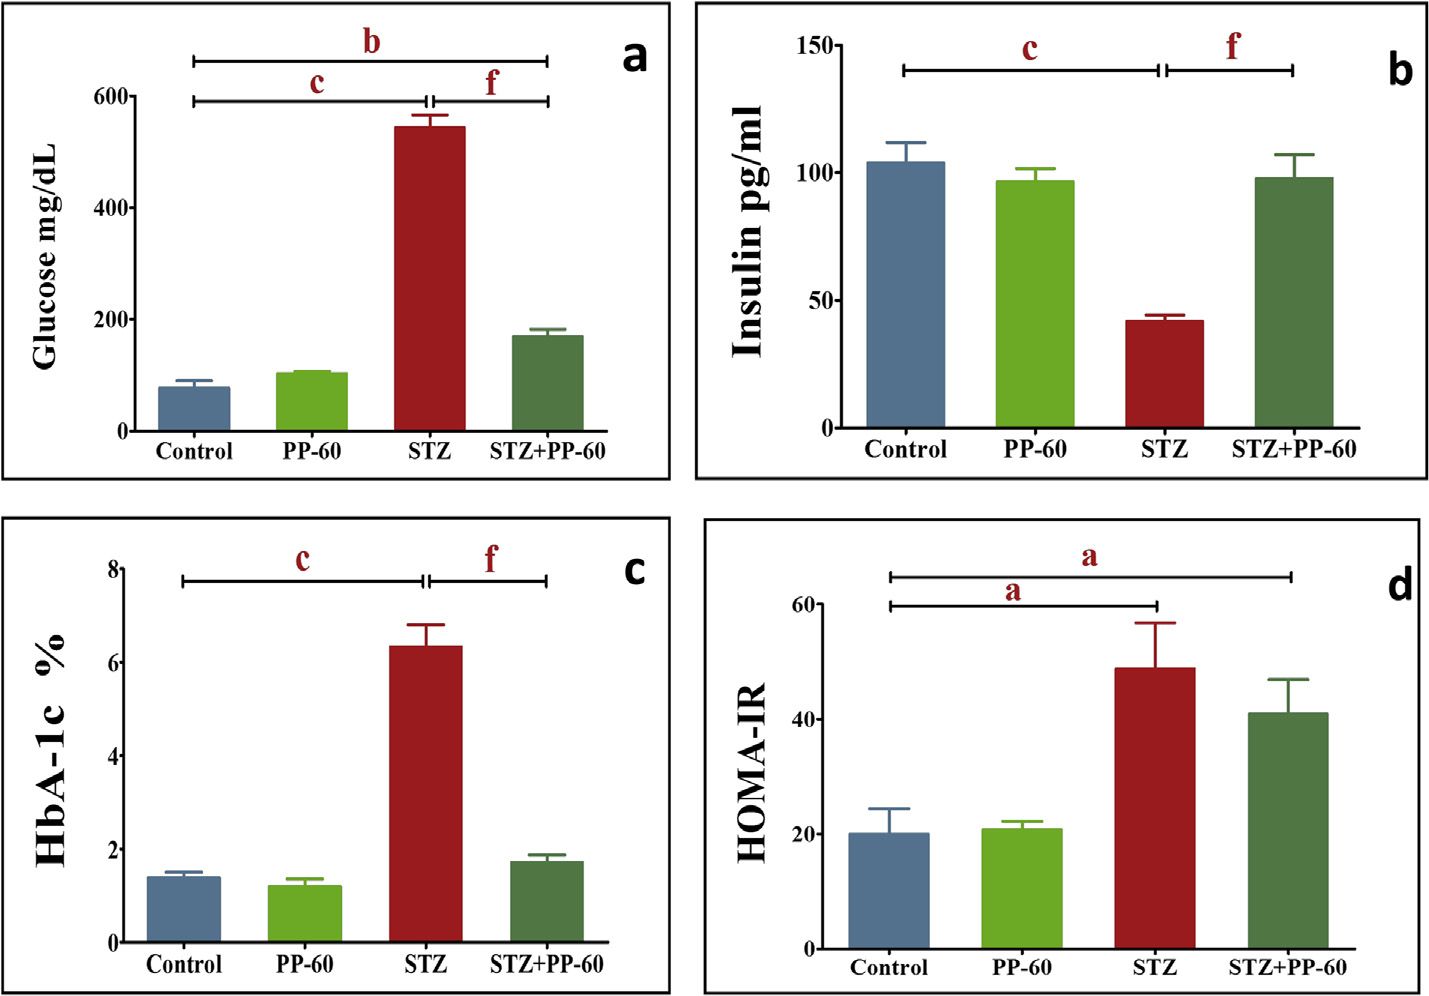 a
b
c f
Glucose mg/dL
600
400
200
0
Control PP-60 STZ STZ+PP-60
b
c f
Insulin pg/ml
150
100
50
0
Control PP-60 STZ STZ+PP-60
c
c f
HbA-1c %
8
6
4
2
0
Control PP-60 STZ STZ+PP-60
d
a
a
HOMA-IR
60
40
20
0
Control PP-60 STZ STZ+PP-60